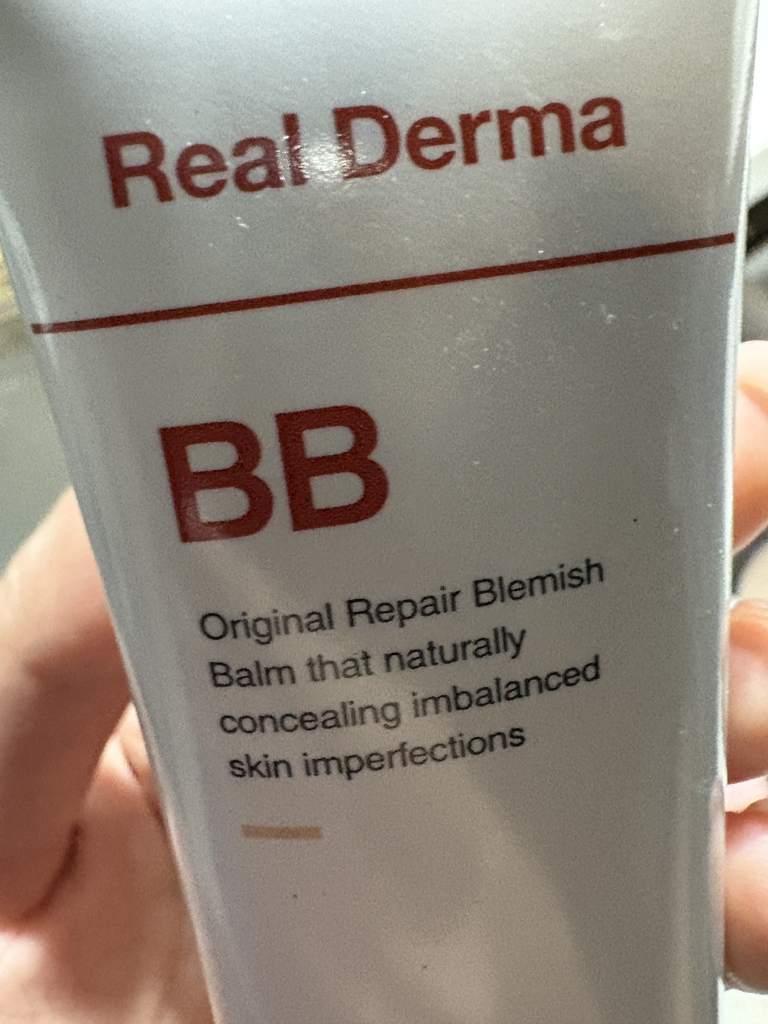 Real Derma
BB
Original Repair Blemish
Balm that naturally
concealing imbalanced
skin imperfections